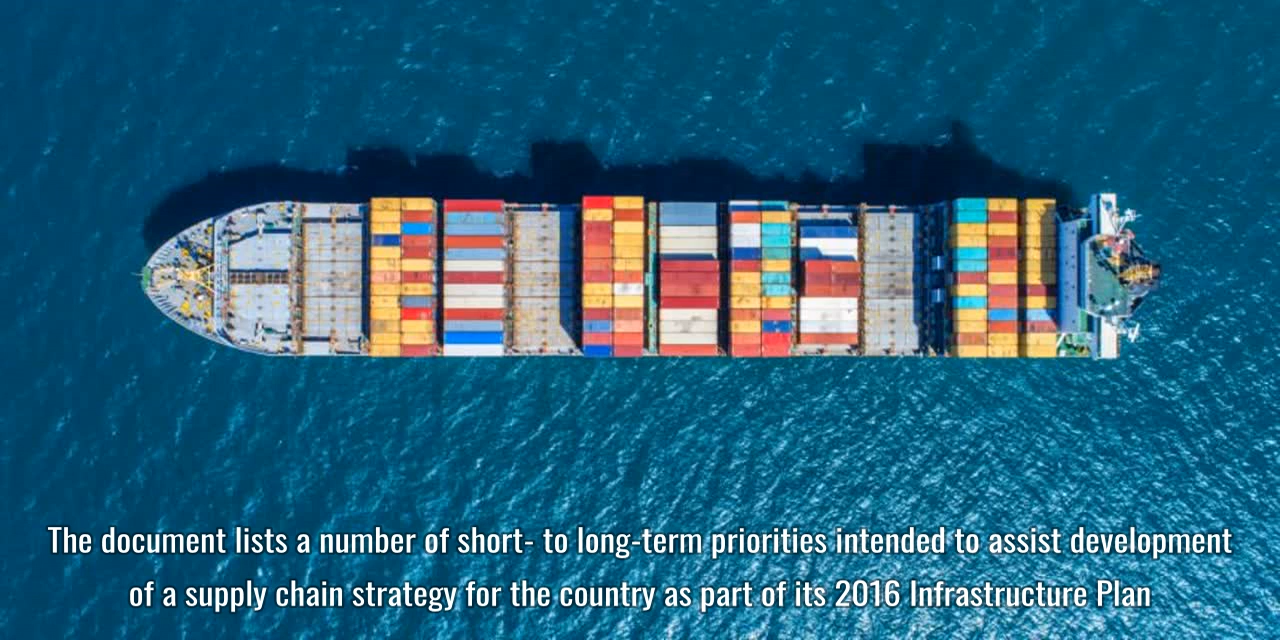 The document lists a number of short- to long-term priorities intended to assist development
of a supply chain strategy for the country as part of its 2016 Infrastructure Plan